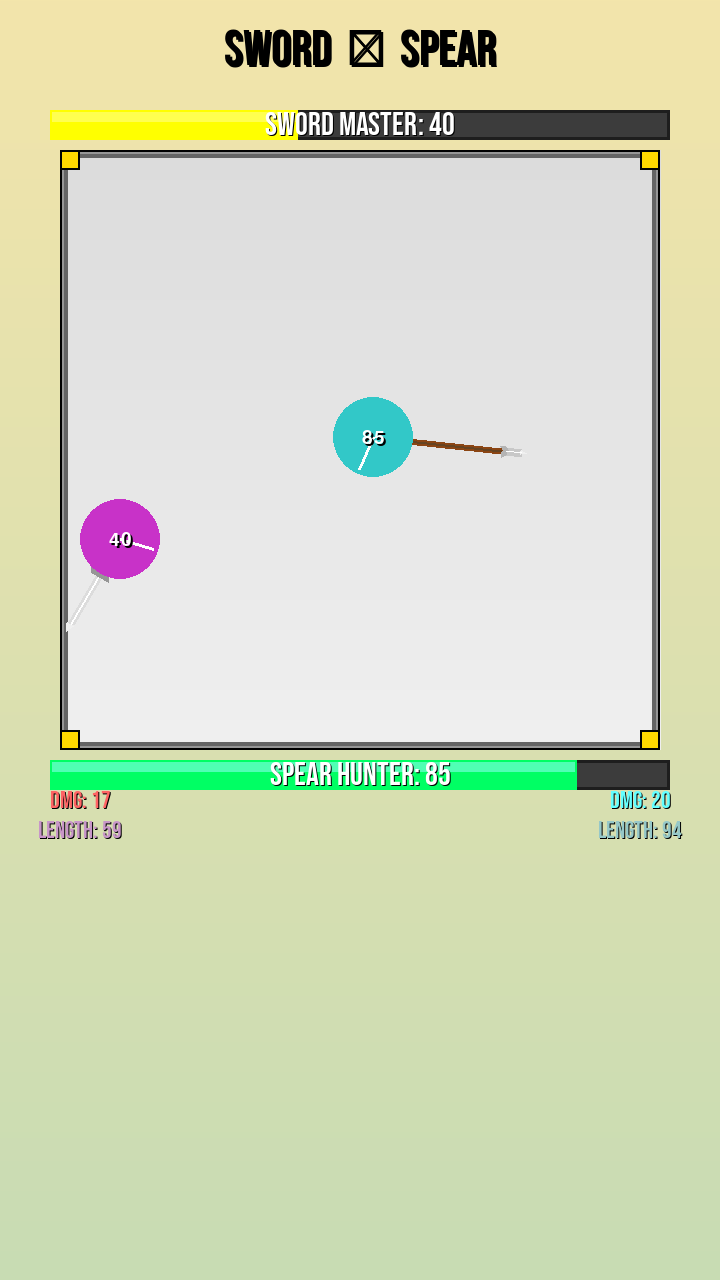 SWORD ⚔ SPEAR
SWORD MASTER: 40
85
40
SPEAR HUNTER: 85
DMG: 17 DMG: 20
LENGTH: 59 LENGTH: 94